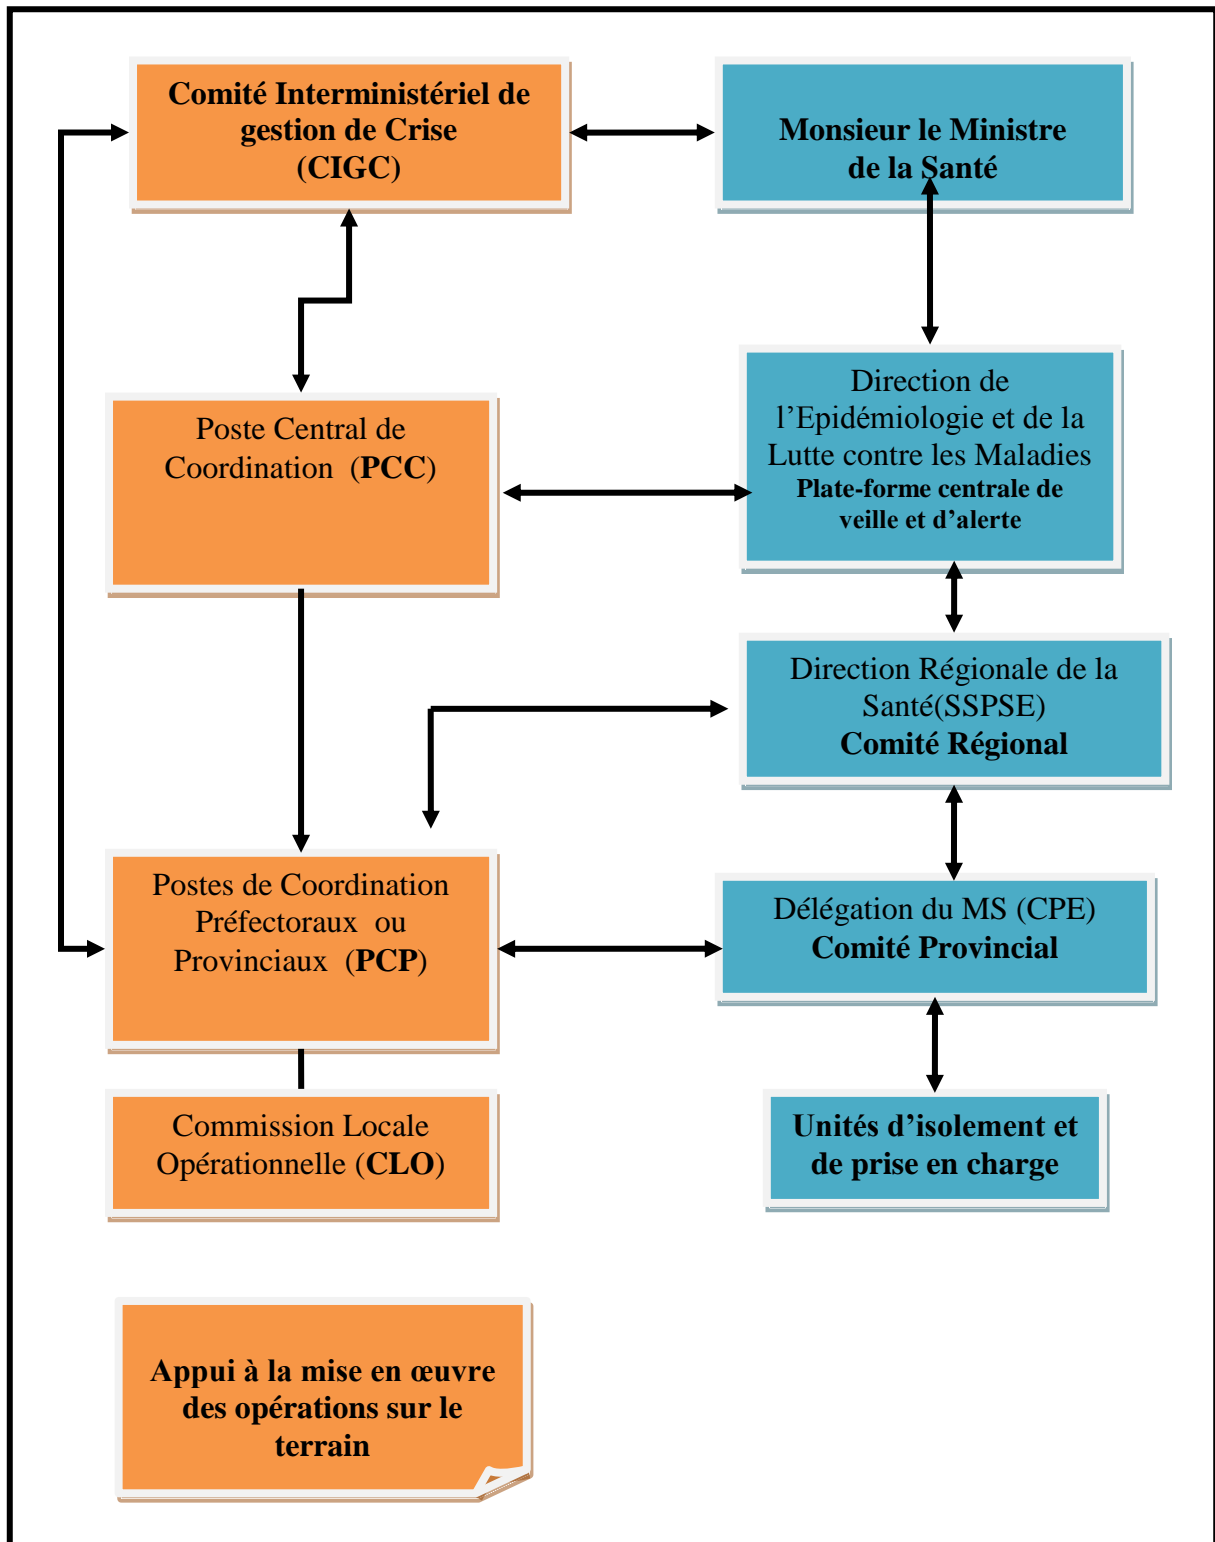 Comité Interministériel de
gestion de Crise
(CIGC)
Monsieur le Ministre
de la Santé
Direction de
l’Epidémiologie et de la
Lutte contre les Maladies
Plate-forme centrale de
veille et d’alerte
Poste Central de
Coordination (PCC)
Direction Régionale de la
Santé(SSPSE)
Comité Régional
Postes de Coordination
Préfectoraux ou
Provinciaux (PCP)
Délégation du MS (CPE)
Comité Provincial
Commission Locale
Opérationnelle (CLO)
Unités d’isolement et
de prise en charge
Appui à la mise en œuvre
des opérations sur le
terrain